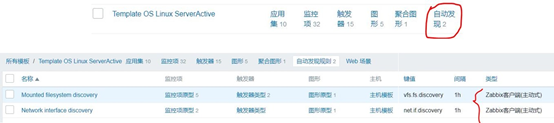 Template OS Linux ServerActive 应用集 10 监控项 32 触发器 15 图形 5 聚合图形 1 自动发现 2
所有模板 / Template OS Linux ServerActive 应用集 10 监控项 32 触发器 15 图形 5 聚合图形 1 自动发现规则 2 Web 场景
名称 监控项 触发器 图形 主机 键值 间隔 类型
Mounted filesystem discovery 监控项原型 5 触发器类型 2 图形原型 1 主机模板 vfs.fs.discovery 1h Zabbix客户端(主动式)
Network interface discovery 监控项原型 2 触发器类型 图形原型 1 主机模板 net.if.discovery 1h Zabbix客户端(主动式)